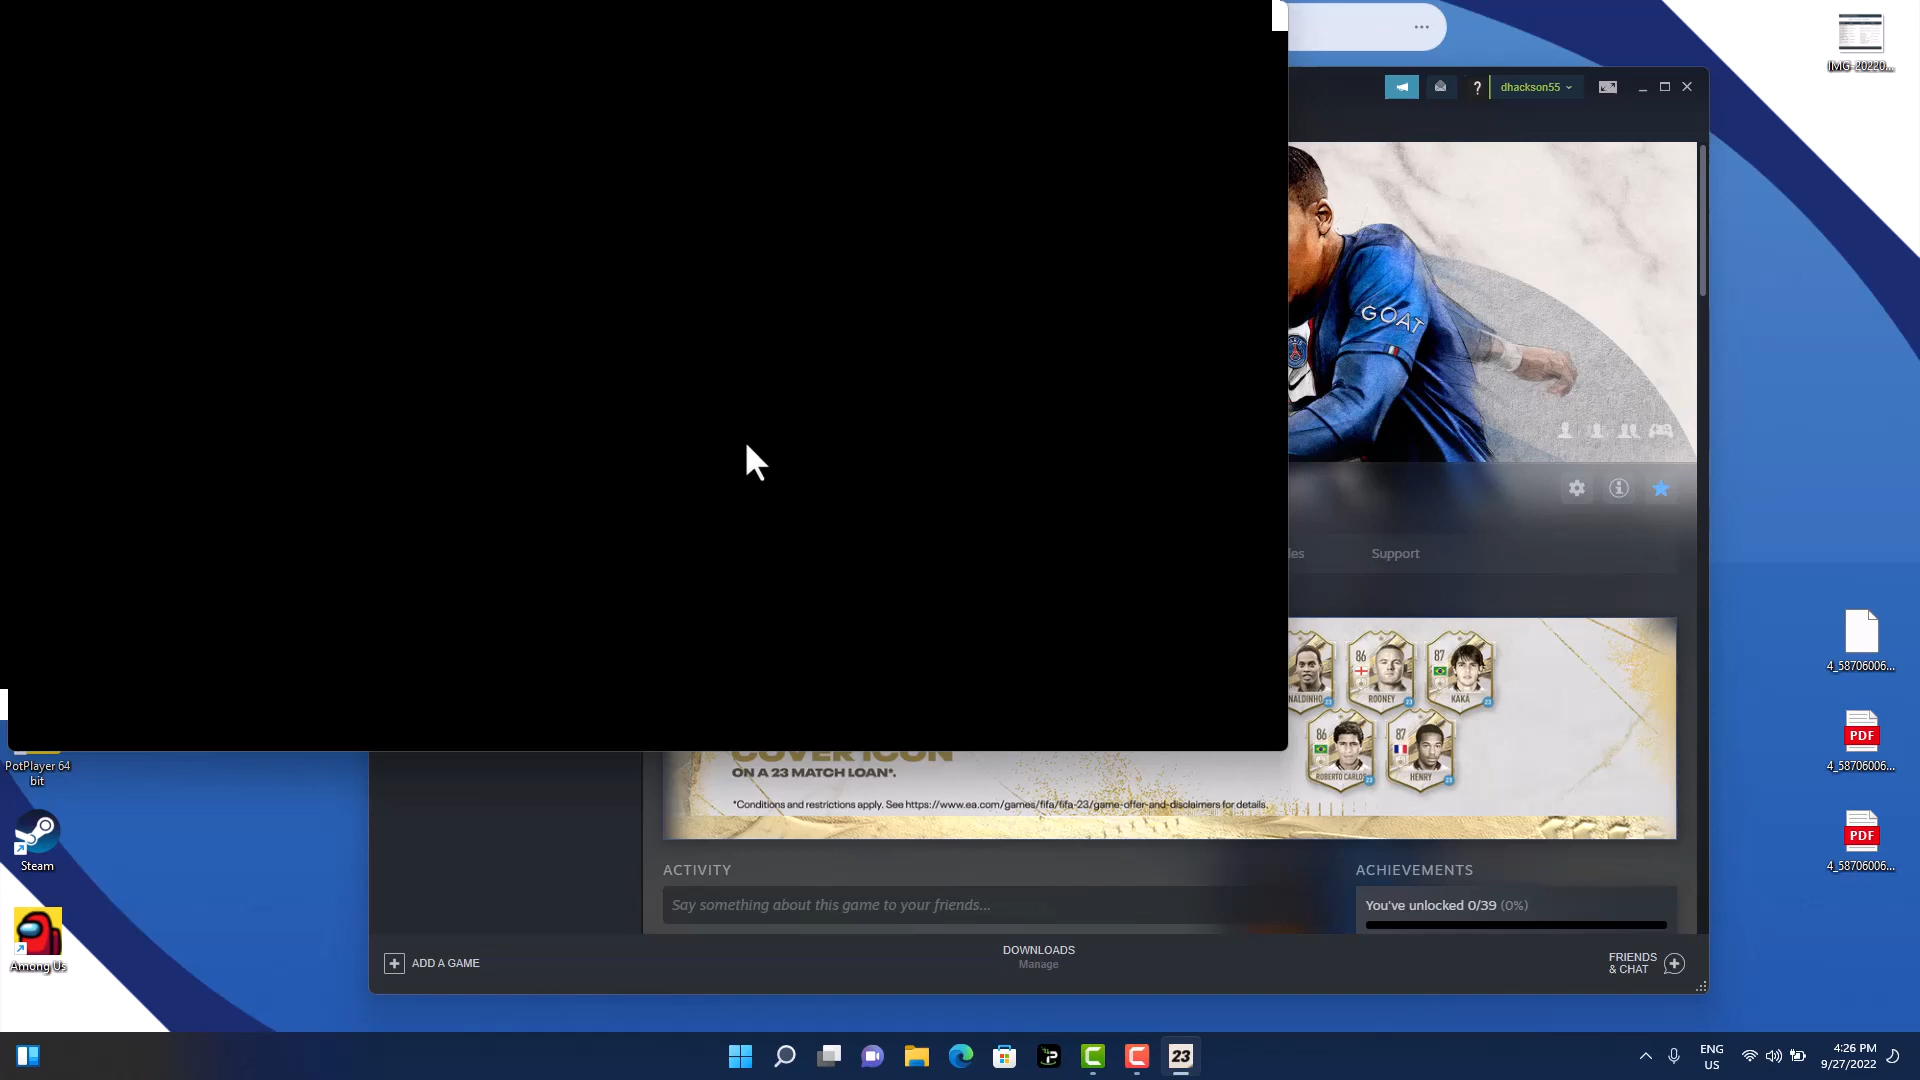 IMG-20220...
?
dhackson55
GOAT
Support
86
ROONEY
87
KAKÁ
86
ROBERTO CARLOS
87
HENRY
ON A 23 MATCH LOAN*.
*Conditions and restrictions apply. See https://www.ea.com/games/fifa/fifa-23/game-offer-and-disclaimers for details.
4_58706006...
PDF
4_58706006...
PDF
4_58706006...
PotPlayer 64
bit
Steam
Among Us
ACTIVITY
Say something about this game to your friends...
ACHIEVEMENTS
You've unlocked 0/39 (0%)
ADD A GAME
DOWNLOADS
Manage
FRIENDS
& CHAT
23
ENG
US
4:26 PM
9/27/2022